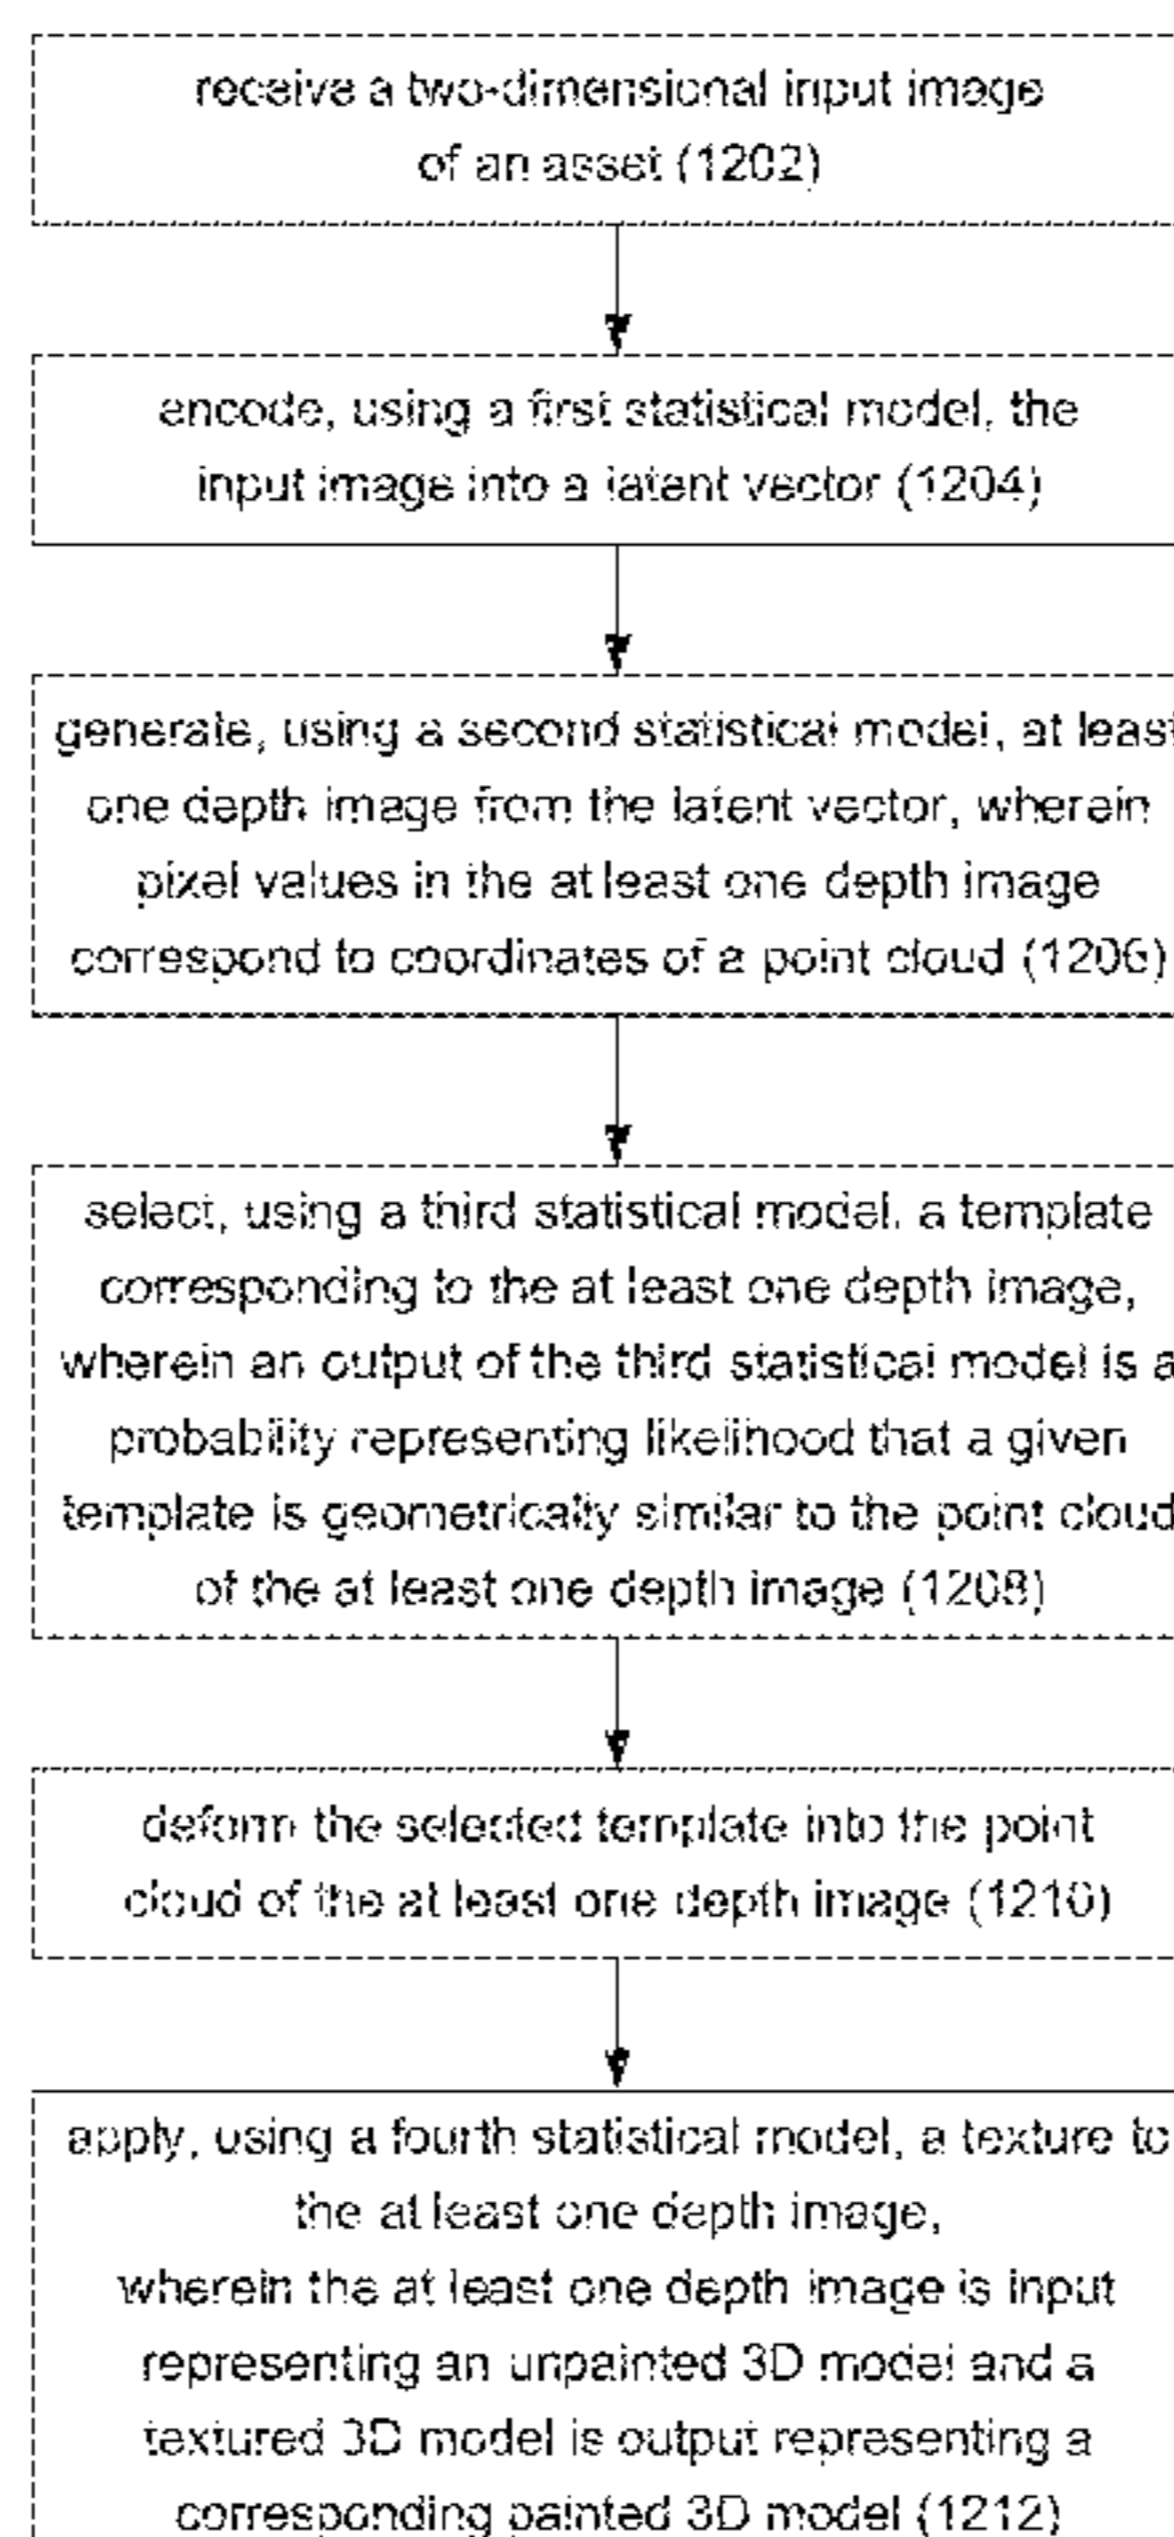 receive a two-dimensional input image
of an asset (1202)
encode, using a first statistical model, the
input image into a latent vector (1204)
generate, using a second statistical model, at least
one depth image from the latent vector, wherein
pixel values in the at least one depth image
correspond to coordinates of a point cloud (1206)
select, using a third statistical model, a template
corresponding to the at least one depth image,
wherein an output of the third statistical model is a
probability representing likelihood that a given
template is geometrically similar to the point cloud
of the at least one depth image (1208)
deform the selected template into the point
cloud of the at least one depth image (1210)
apply, using a fourth statistical model, a texture to
the at least one depth image,
wherein the at least one depth image is input
representing an unpainted 3D model and a
textured 3D model is output representing a
corresponding painted 3D model (1212)